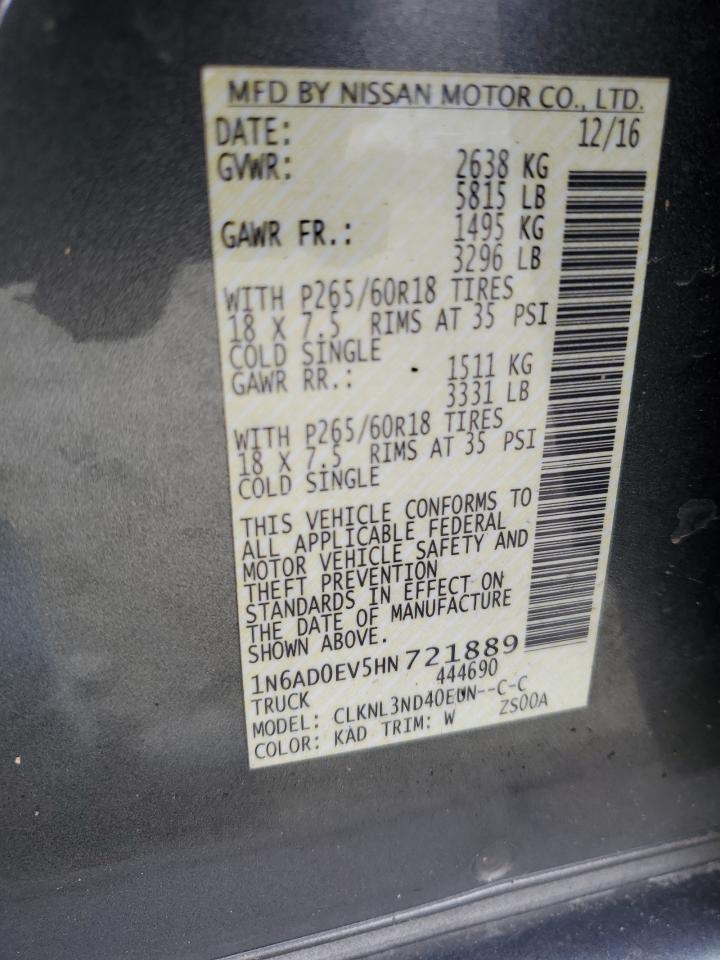 MFD BY NISSAN MOTOR CO., LTD.
DATE: 12/16
GVWR: 2638 KG
5815 LB
GAWR FR.: 1495 KG
3296 LB
WITH P265/60R18 TIRES
18 X 7.5 RIMS AT 35 PSI
COLD SINGLE
GAWR RR.: 1511 KG
3331 LB
WITH P265/60R18 TIRES
18 X 7.5 RIMS AT 35 PSI
COLD SINGLE
THIS VEHICLE CONFORMS TO
ALL APPLICABLE FEDERAL
MOTOR VEHICLE SAFETY AND
THEFT PREVENTION
STANDARDS IN EFFECT ON
THE DATE OF MANUFACTURE
SHOWN ABOVE.
1N6AD0EV5HN721889
TRUCK 444690
MODEL: CLKNL3ND40EUN--C-C
COLOR: KAD TRIM: W ZS00A